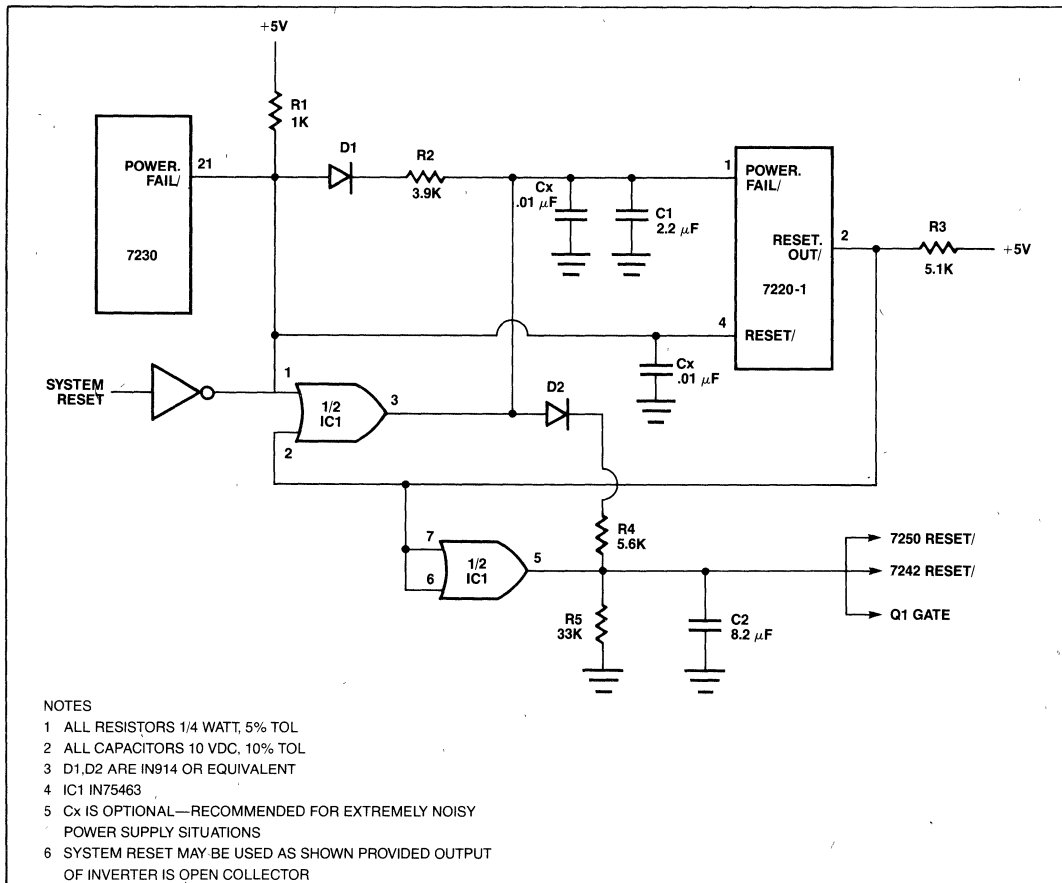 +5V
R1
1K
POWER.
FAIL/
21
7230
D1
R2
3.9K
Cx
.01 μF
C1
2.2 μF
1
POWER.
FAIL/
RESET.
OUT/
2
7220-1
4
RESET/
R3
5.1K
+5V
Cx
.01 μF
SYSTEM
RESET
1
1/2
IC1
2
3
D2
R4
5.6K
7
6
1/2
IC1
5
R5
33K
C2
8.2 μF
7250 RESET/
7242 RESET/
Q1 GATE
NOTES
1 ALL RESISTORS 1/4 WATT, 5% TOL
2 ALL CAPACITORS 10 VDC, 10% TOL
3 D1,D2 ARE IN914 OR EQUIVALENT
4 IC1 IN75463
5 Cx IS OPTIONAL—RECOMMENDED FOR EXTREMELY NOISY
POWER SUPPLY SITUATIONS
6 SYSTEM RESET MAY BE USED AS SHOWN PROVIDED OUTPUT
OF INVERTER IS OPEN COLLECTOR